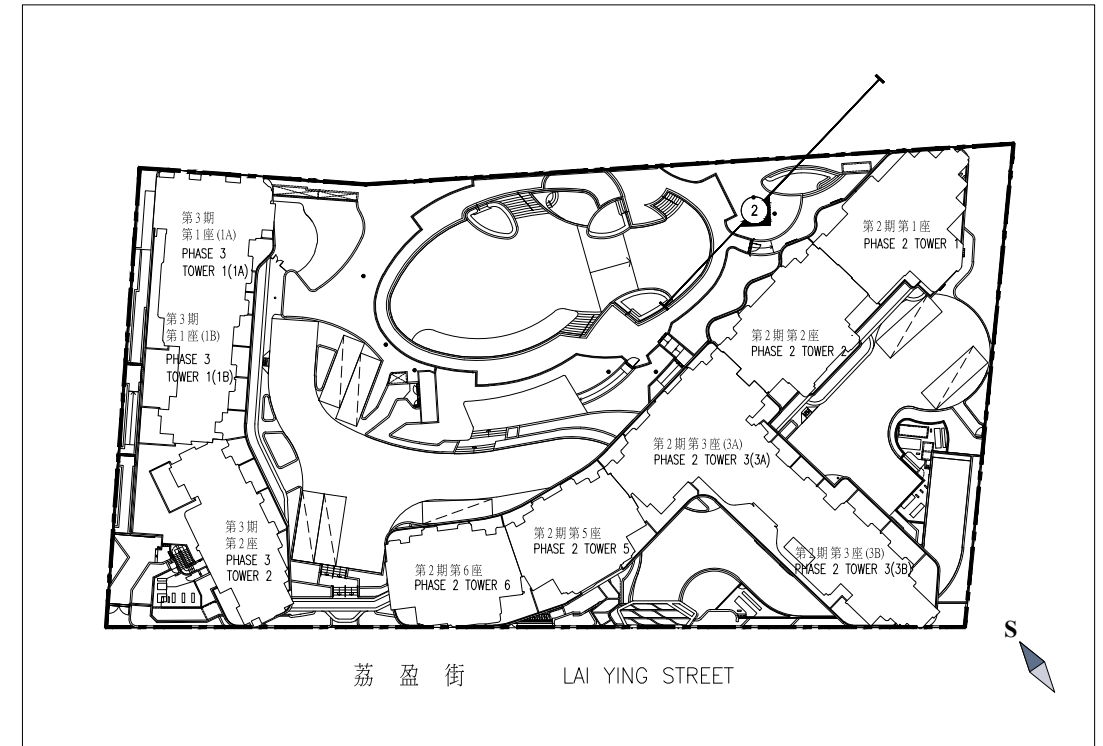 2
第2期第1座
PHASE 2 TOWER 1
第3期
第1座(1A)
PHASE 3
TOWER 1(1A)
第3期
第1座(1B)
PHASE 3
TOWER 1(1B)
第2期第2座
PHASE 2 TOWER 2
第2期第3座(3A)
PHASE 2 TOWER 3(3A)
第3期
第2座
PHASE 3
TOWER 2
第2期第5座
PHASE 2 TOWER 5
第2期第3座(3B)
PHASE 2 TOWER 3(3B)
第2期第6座
PHASE 2 TOWER 6
S
荔 盈 街 LAI YING STREET